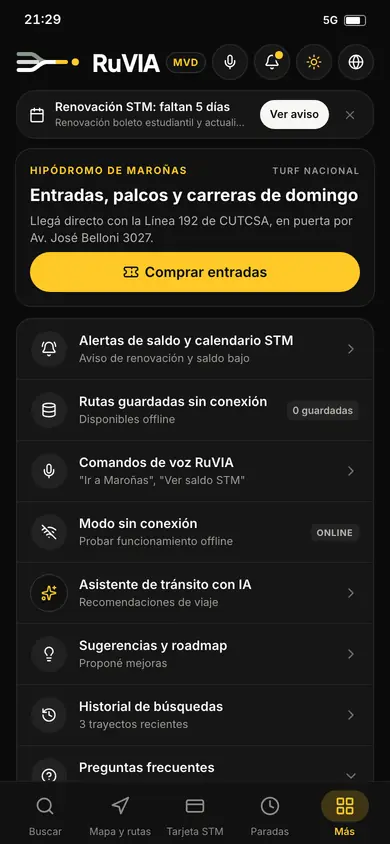 21:29
5G
RuVIA
MVD
Renovación STM: faltan 5 días
Renovación boleto estudiantil y actuali...
Ver aviso
HIPÓDROMO DE MAROÑAS
TURF NACIONAL
Entradas, palcos y carreras de domingo
Llegá directo con la Línea 192 de CUTCSA, en puerta por
Av. José Belloni 3027.
Comprar entradas
Alertas de saldo y calendario STM
Aviso de renovación y saldo bajo
Rutas guardadas sin conexión
Disponibles offline
0 guardadas
Comandos de voz RuVIA
"Ir a Maroñas", "Ver saldo STM"
Modo sin conexión
Probar funcionamiento offline
ONLINE
Asistente de tránsito con IA
Recomendaciones de viaje
Sugerencias y roadmap
Proponé mejoras
Historial de búsquedas
3 trayectos recientes
Preguntas frecuentes
Buscar
Mapa y rutas
Tarjeta STM
Paradas
Más